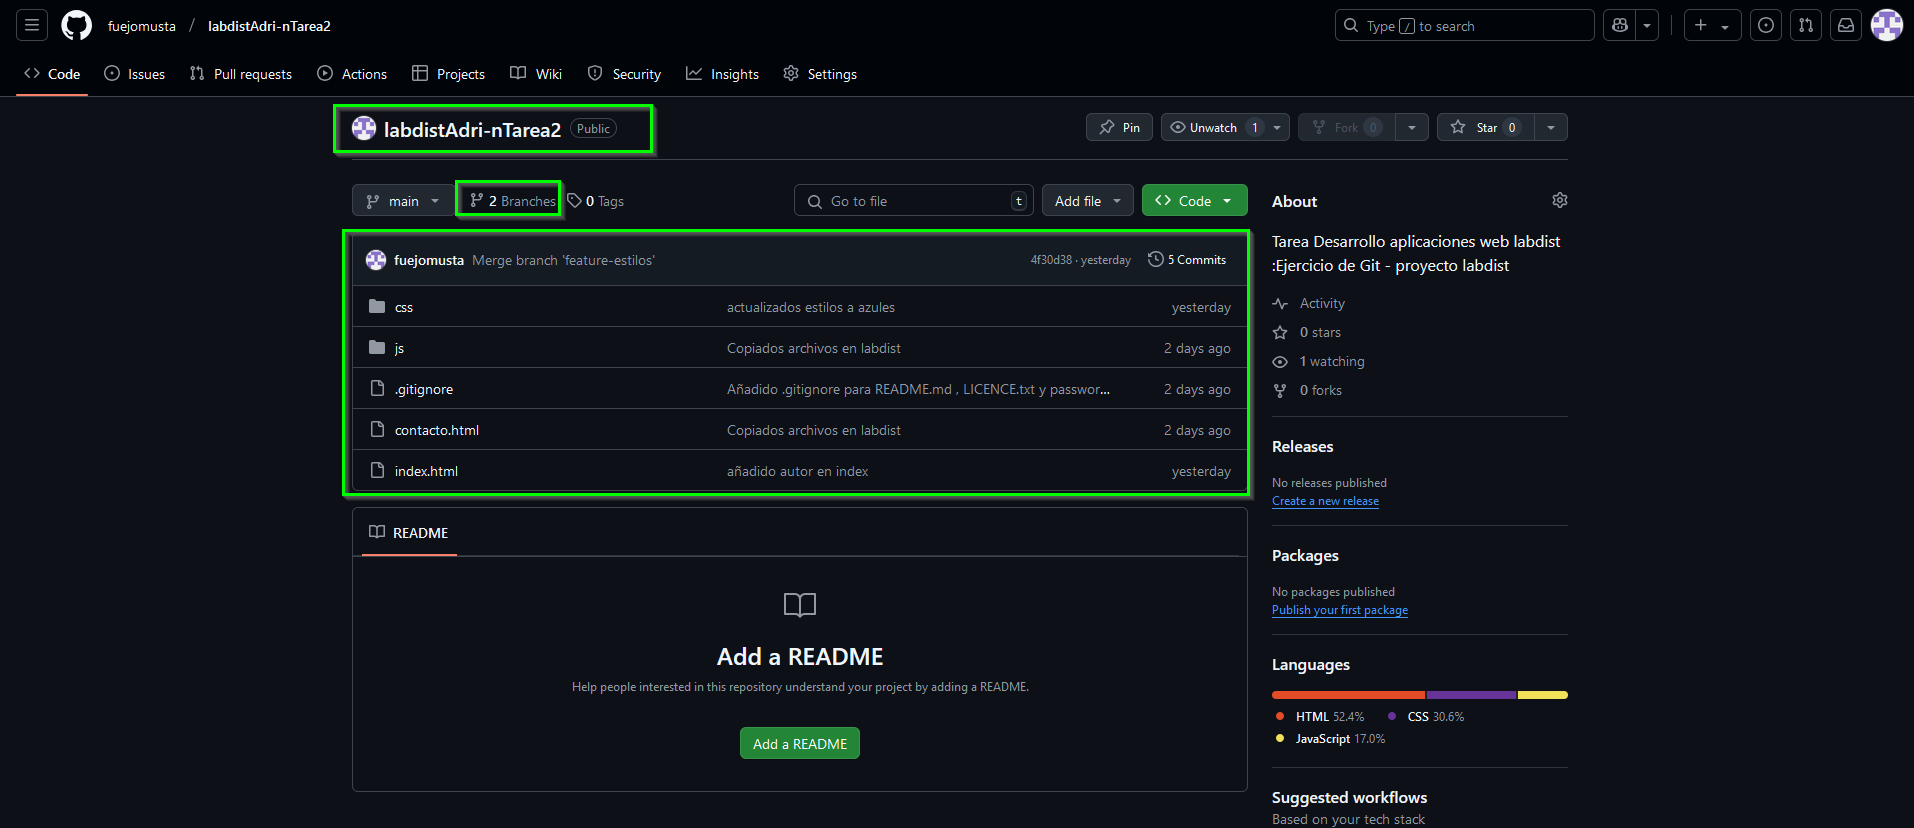 fuejomusta / labdistAdri-nTarea2
Type / to search
Code Issues Pull requests Actions Projects Wiki Security Insights Settings
labdistAdri-nTarea2 Public
Pin Unwatch 1 Fork 0 Star 0
main 2 Branches 0 Tags
Go to file t Add file Code
fuejomusta Merge branch 'feature-estilos' 4f30d38 · yesterday 5 Commits
css actualizados estilos a azules yesterday
js Copiados archivos en labdist 2 days ago
.gitignore Añadido .gitignore para README.md , LICENCE.txt y passwor... 2 days ago
contacto.html Copiados archivos en labdist 2 days ago
index.html añadido autor en index yesterday
README
Add a README
Help people interested in this repository understand your project by adding a README.
Add a README
About
Tarea Desarrollo aplicaciones web labdist
:Ejercicio de Git - proyecto labdist
Activity
0 stars
1 watching
0 forks
Releases
No releases published
Create a new release
Packages
No packages published
Publish your first package
Languages
HTML 52.4% CSS 30.6%
JavaScript 17.0%
Suggested workflows
Based on your tech stack